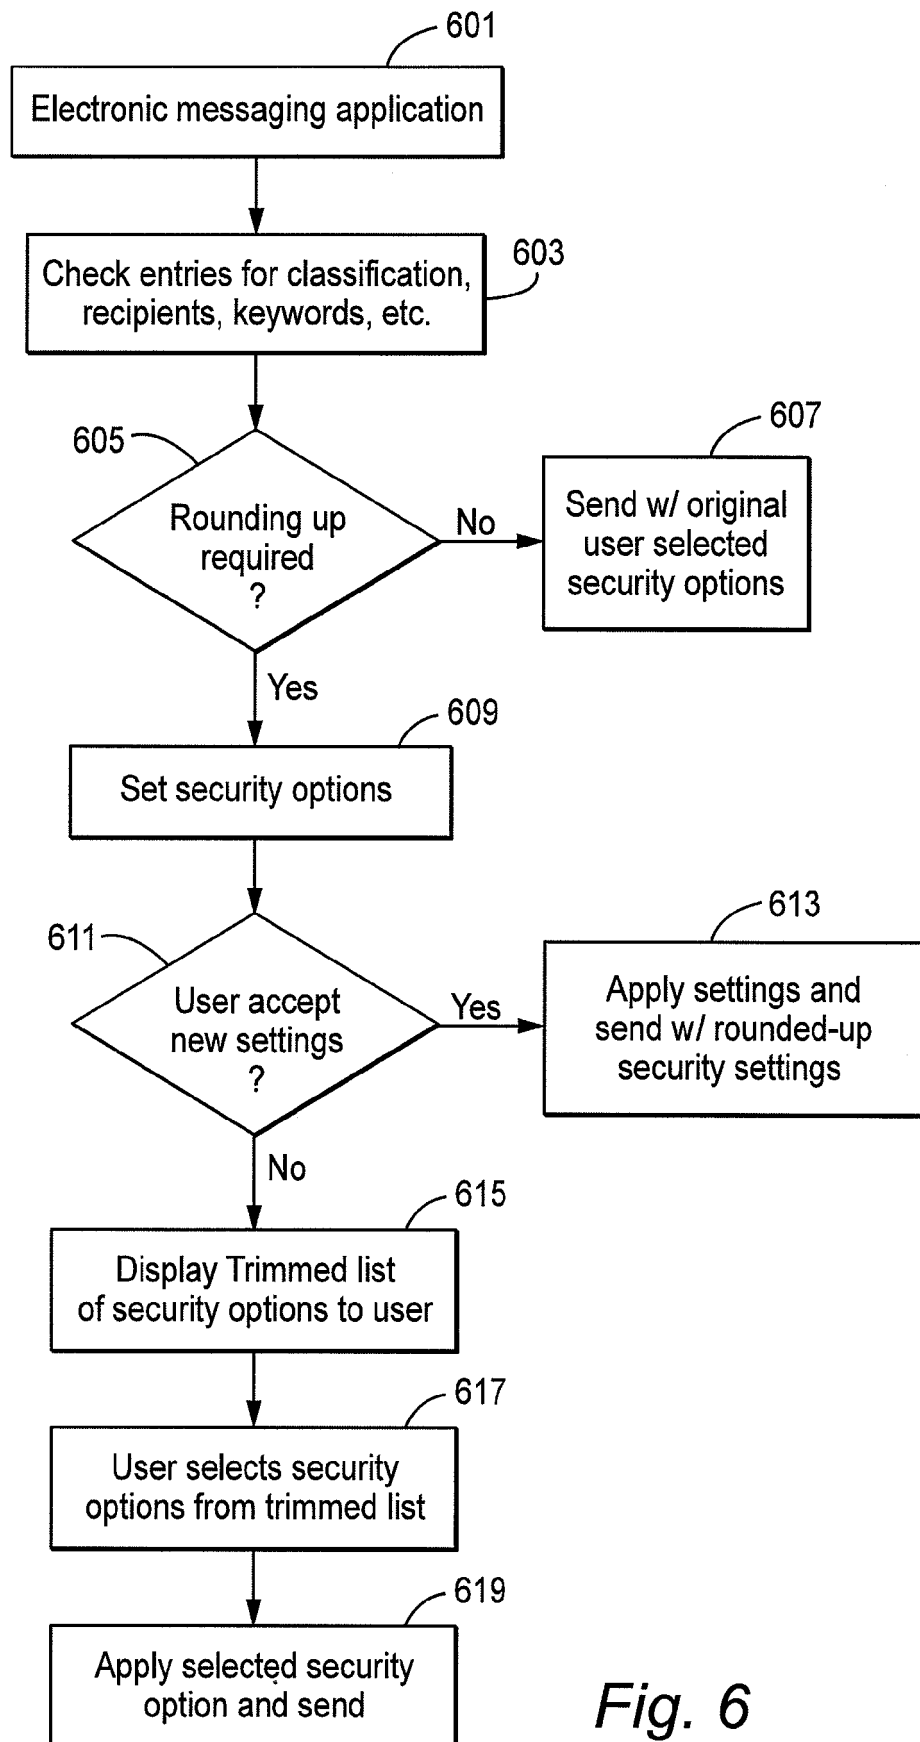 601
Electronic messaging application
603
Check entries for classification,
recipients, keywords, etc.
605
Rounding up
required
?
No
607
Send w/ original
user selected
security options
Yes
609
Set security options
611
User accept
new settings
?
Yes
613
Apply settings and
send w/ rounded-up
security settings
No
615
Display Trimmed list
of security options to user
617
User selects security
options from trimmed list
619
Apply selected security
option and send
Fig. 6